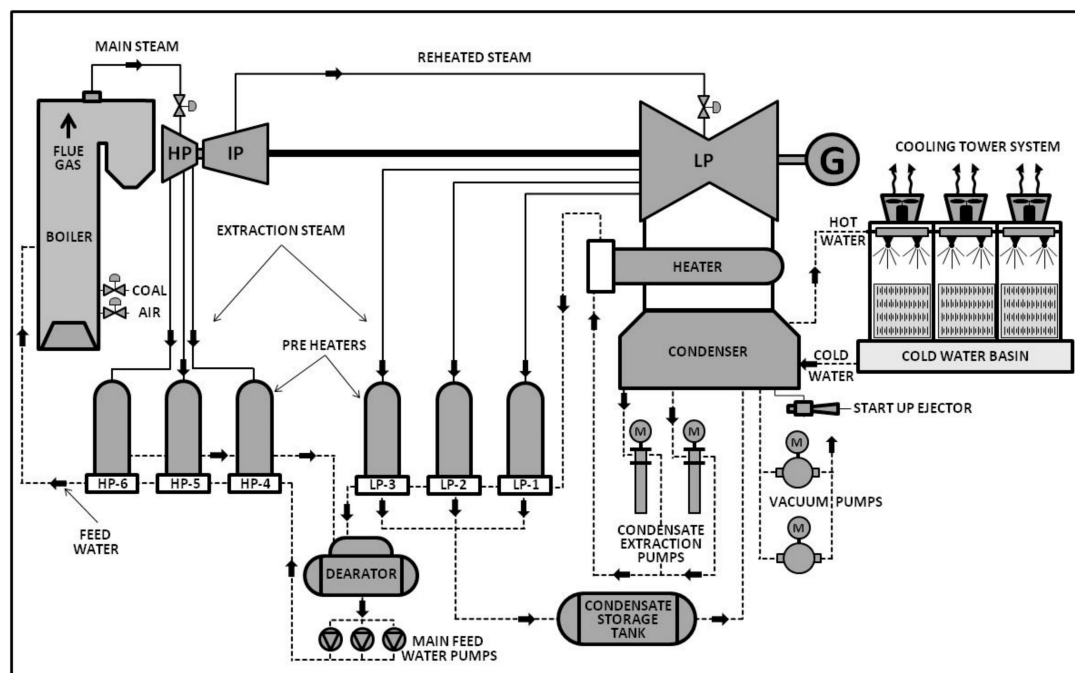 MAIN STEAM
REHEATED STEAM
FLUE
GAS
HP
IP
LP
G
COOLING TOWER SYSTEM
HOT
WATER
BOILER
EXTRACTION STEAM
HEATER
COAL
AIR
PRE HEATERS
CONDENSER
COLD
WATER
COLD WATER BASIN
START UP EJECTOR
M
M
M
HP-6
HP-5
HP-4
LP-3
LP-2
LP-1
VACUUM PUMPS
FEED
WATER
CONDENSATE
EXTRACTION
PUMPS
M
DEARATOR
CONDENSATE
STORAGE
TANK
MAIN FEED
WATER PUMPS